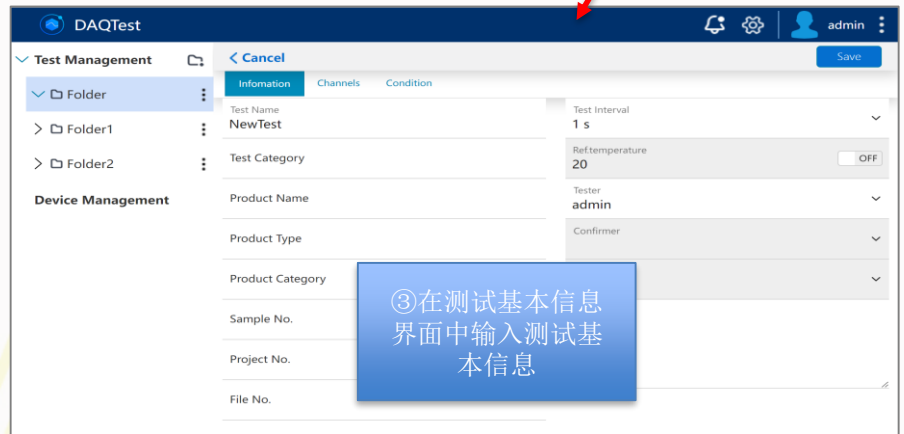 DAQTest
admin
Test Management
< Cancel
Save
Folder
Infomation Channels Condition
Folder1
Folder2
Device Management
Test Name
NewTest
Test Interval
1 s
Test Category
Ref.temperature
20
OFF
Product Name
Tester
admin
Product Type
Confirmer
Product Category
Sample No.
Project No.
File No.
③在测试基本信息
界面中输入测试基
本信息